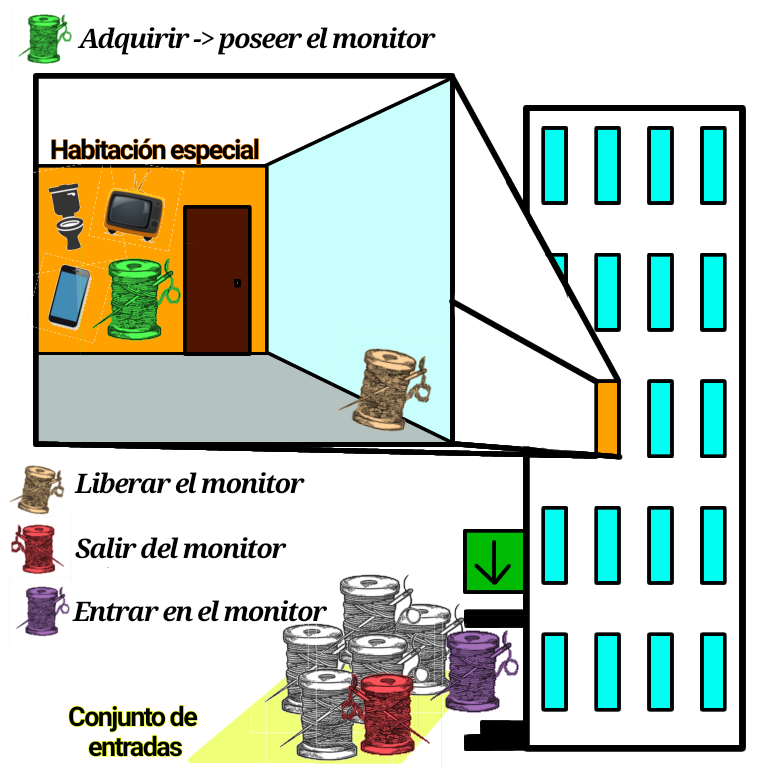 Adquirir -> poseer el monitor
Habitación especial
Liberar el monitor
Salir del monitor
Entrar en el monitor
Conjunto de
entradas